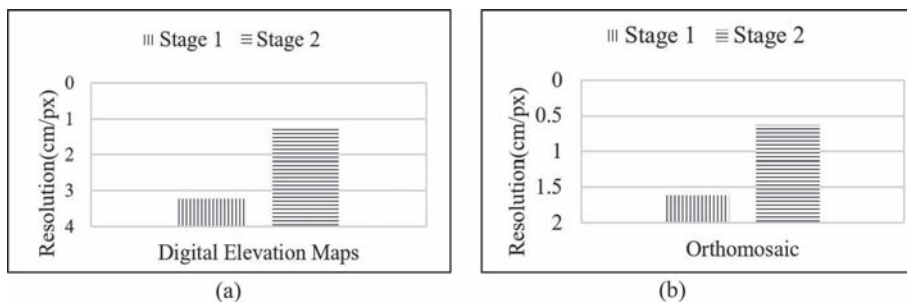 Stage 1 Stage 2
Resolution(cm/px)
0
1
2
3
4
Digital Elevation Maps
(a)
Stage 1 Stage 2
Resolution(cm/px)
0
0.5
1
1.5
2
Orthomosaic
(b)